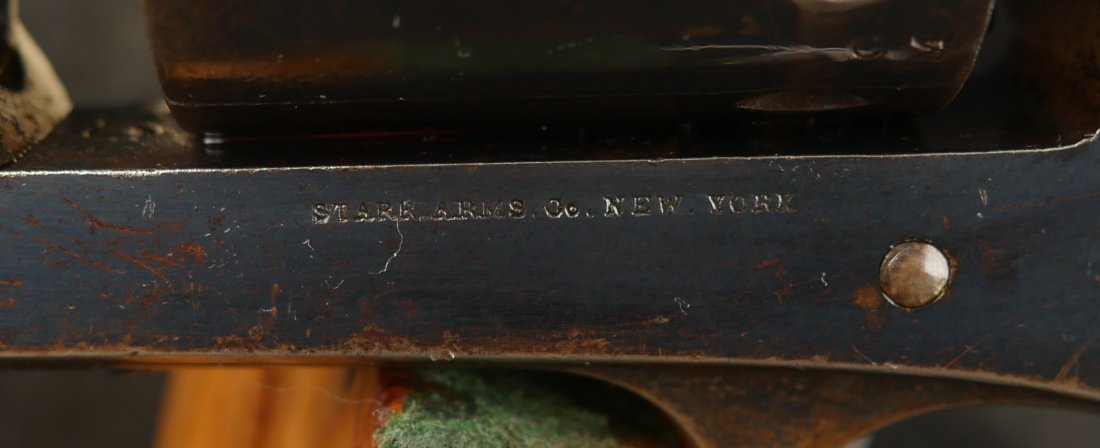 STARR. ARMS. Co. NEW. YORK